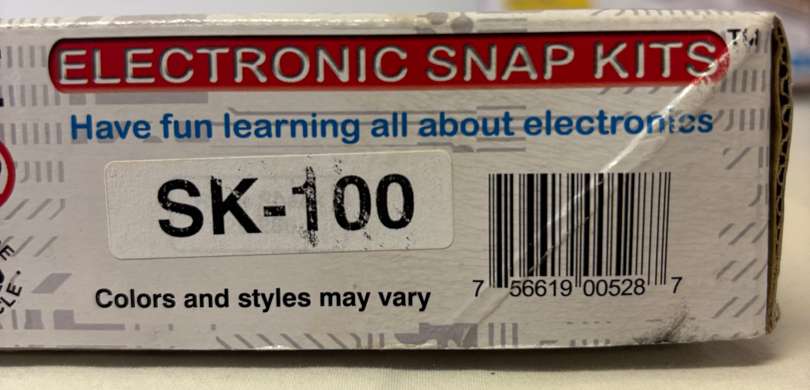 ELECTRONIC SNAP KITS™
Have fun learning all about electronics
SK-100
Colors and styles may vary
7 56619 00528 7